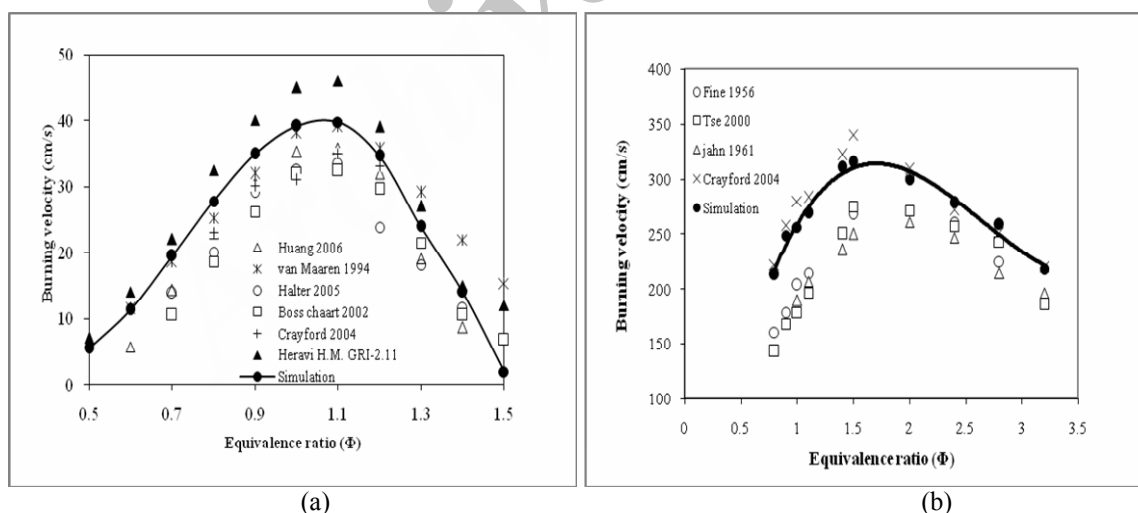 50
40
30
20
10
0
Burning velocity (cm/s)
Huang 2006
van Maaren 1994
Halter 2005
Boss chaart 2002
Crayford 2004
Heravi H.M. GRI-2.11
Simulation
0.5 0.7 0.9 1.1 1.3 1.5
Equivalence ratio (Φ)
(a)
400
350
300
250
200
150
100
Burning velocity (cm/s)
Fine 1956
Tse 2000
jahn 1961
Crayford 2004
Simulation
0 0.5 1 1.5 2 2.5 3 3.5
Equivalence ratio (Φ)
(b)